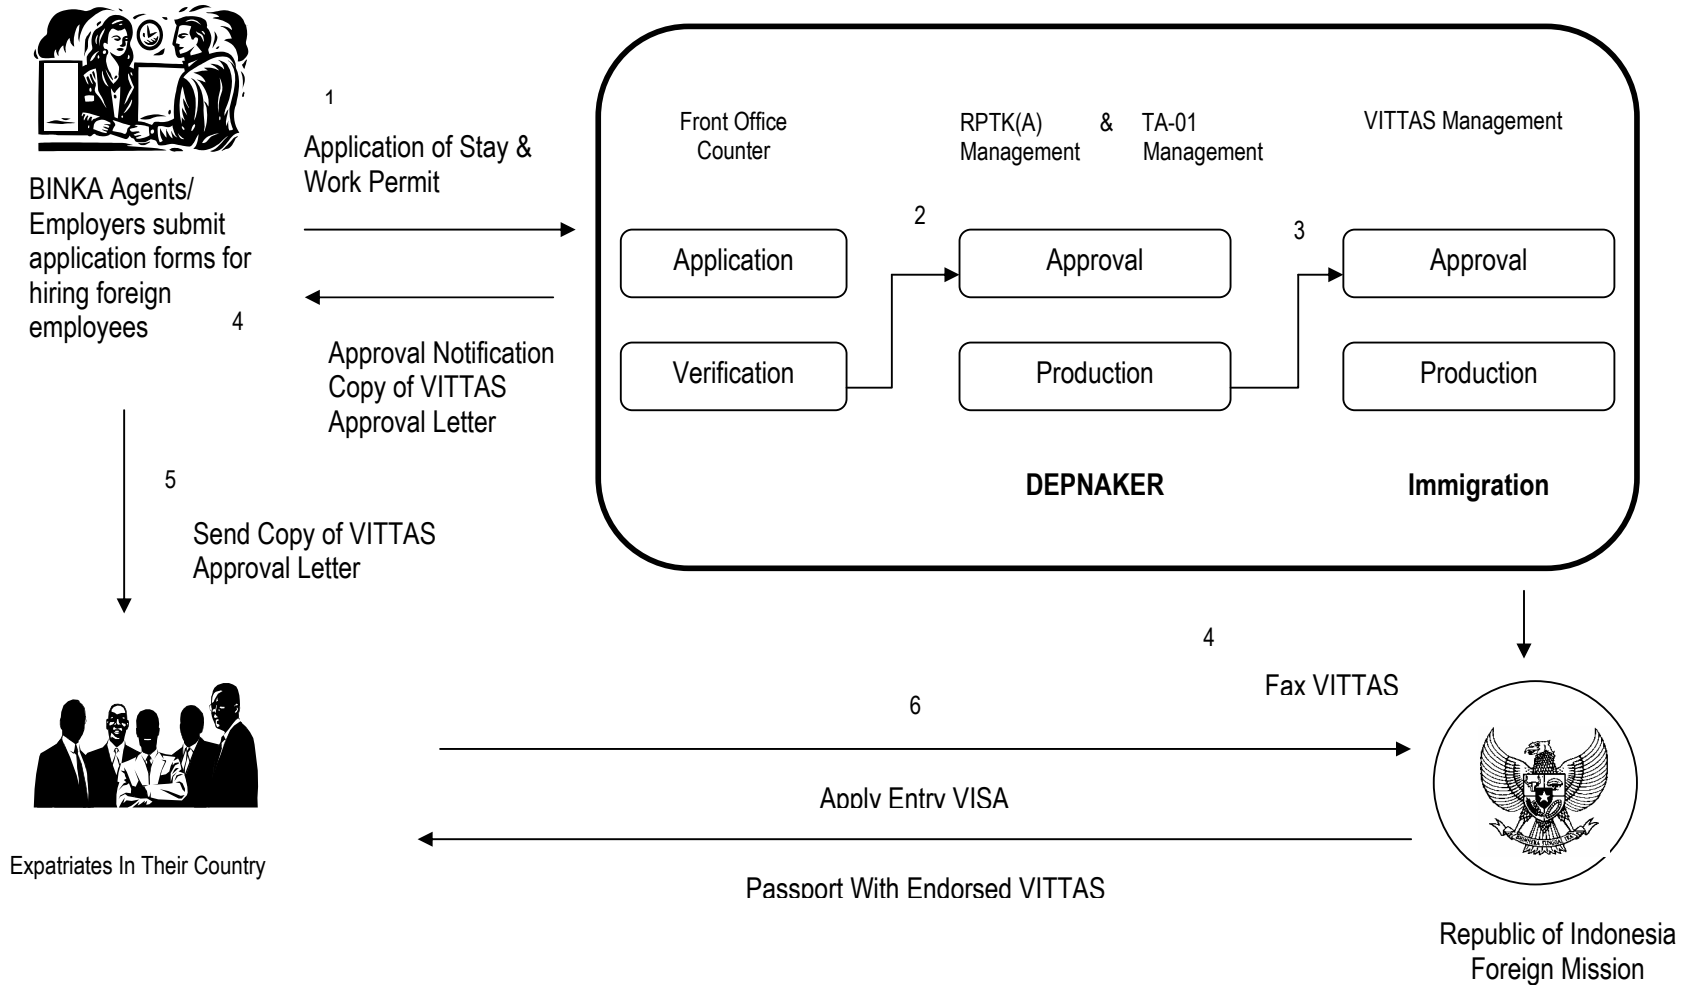 1
Application of Stay &
Work Permit
BINKA Agents/
Employers submit
application forms for
hiring foreign
employees
4
Approval Notification
Copy of VITTAS
Approval Letter
Front Office
Counter
RPTK(A) & TA-01
Management Management
VITTAS Management
2
3
Application
Approval
Approval
Verification
Production
Production
DEPNAKER
Immigration
5
Send Copy of VITTAS
Approval Letter
4
Fax VITTAS
6
Apply Entry VISA
Passport With Endorsed VITTAS
Expatriates In Their Country
Republic of Indonesia
Foreign Mission